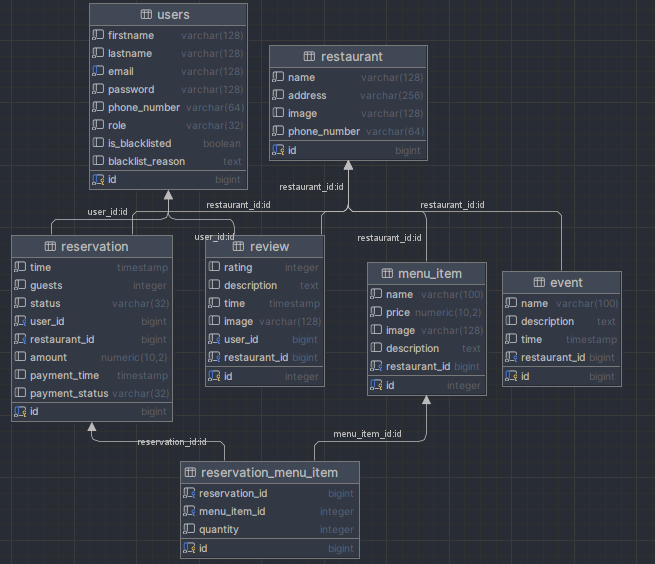 users
firstname varchar(128)
lastname varchar(128)
email varchar(128)
password varchar(128)
phone_number varchar(64)
role varchar(32)
is_blacklisted boolean
blacklist_reason text
id bigint
restaurant
name varchar(128)
address varchar(256)
image varchar(128)
phone_number varchar(64)
id bigint
restaurant_id:id
user_id:id
restaurant_id:id
restaurant_id:id
user_id:id
restaurant_id:id
reservation
time timestamp
guests integer
status varchar(32)
user_id bigint
restaurant_id bigint
amount numeric(10,2)
payment_time timestamp
payment_status varchar(32)
id bigint
review
rating integer
description text
time timestamp
image varchar(128)
user_id bigint
restaurant_id bigint
id integer
menu_item
name varchar(100)
price numeric(10,2)
image varchar(128)
description text
restaurant_id bigint
id integer
event
name varchar(100)
description text
time timestamp
restaurant_id bigint
id bigint
reservation_id:id
menu_item_id:id
reservation_menu_item
reservation_id bigint
menu_item_id integer
quantity integer
id bigint